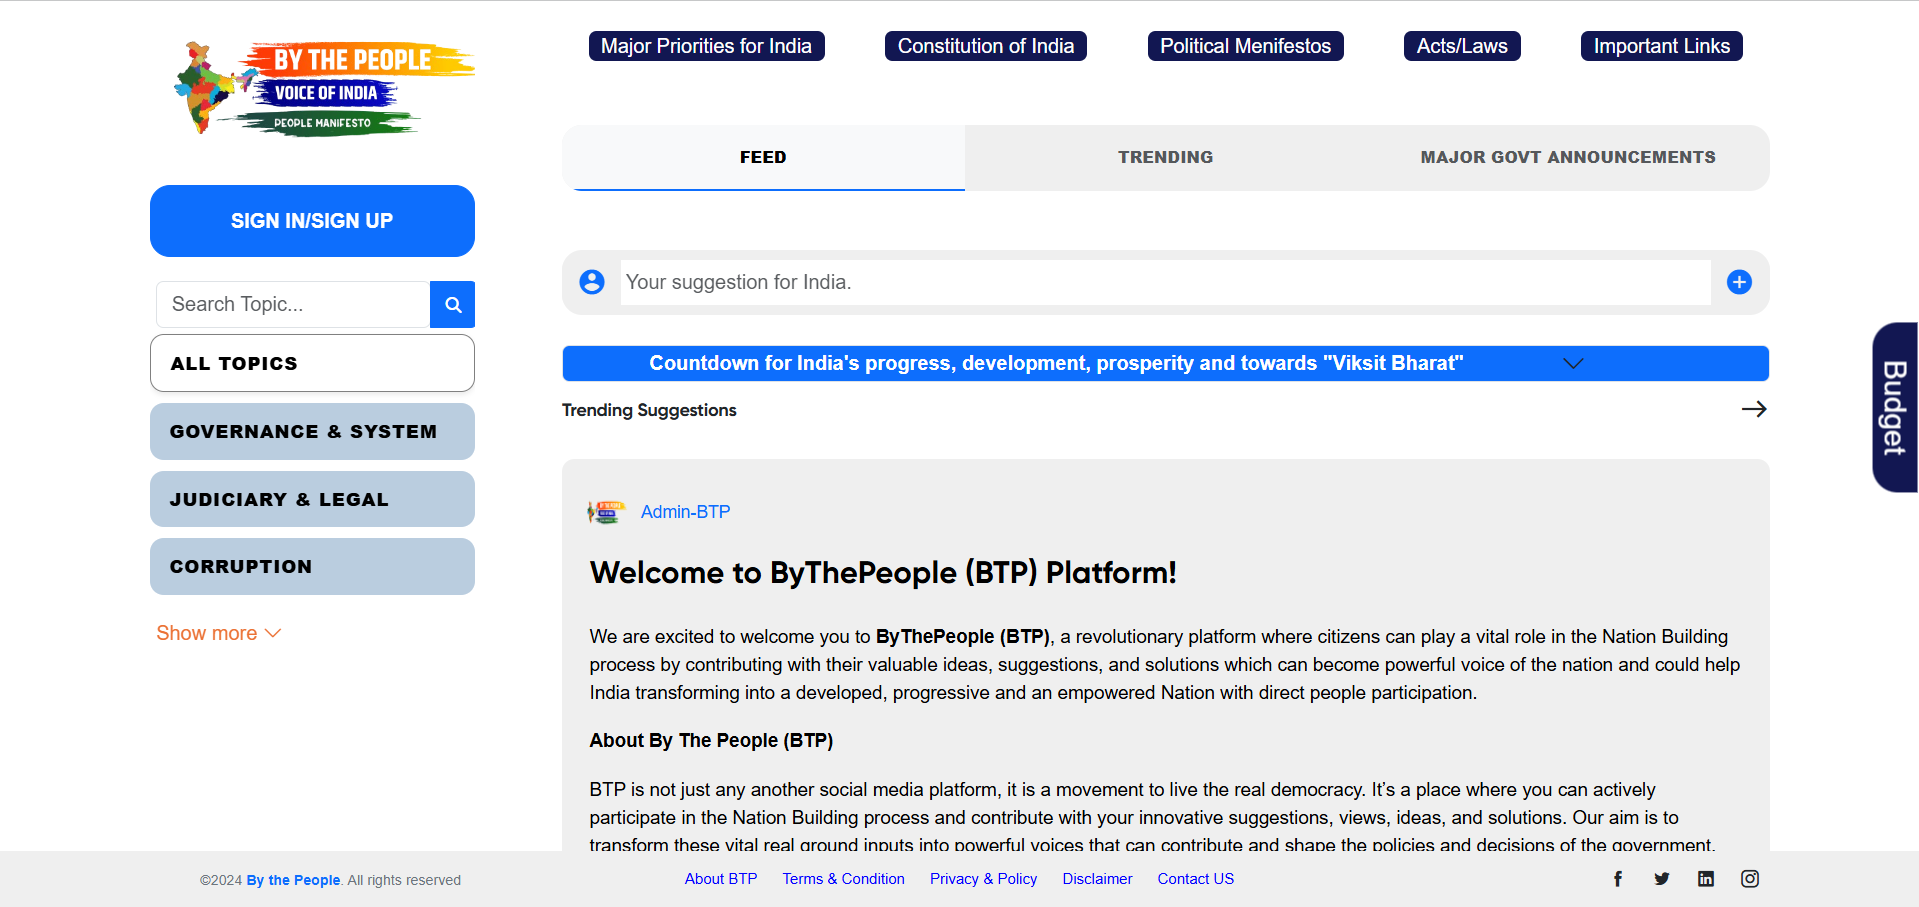 BY THE PEOPLE
VOICE OF INDIA
PEOPLE MANIFESTO
Major Priorities for India
Constitution of India
Political Menifestos
Acts/Laws
Important Links
SIGN IN/SIGN UP
Search Topic...
ALL TOPICS
GOVERNANCE & SYSTEM
JUDICIARY & LEGAL
CORRUPTION
Show more
FEED
TRENDING
MAJOR GOVT ANNOUNCEMENTS
Your suggestion for India.
Countdown for India's progress, development, prosperity and towards "Viksit Bharat"
Trending Suggestions
Admin-BTP
Welcome to ByThePeople (BTP) Platform!
We are excited to welcome you to ByThePeople (BTP), a revolutionary platform where citizens can play a vital role in the Nation Building
process by contributing with their valuable ideas, suggestions, and solutions which can become powerful voice of the nation and could help
India transforming into a developed, progressive and an empowered Nation with direct people participation.
About By The People (BTP)
BTP is not just any another social media platform, it is a movement to live the real democracy. It’s a place where you can actively
participate in the Nation Building process and contribute with your innovative suggestions, views, ideas, and solutions. Our aim is to
transform these vital real ground inputs into powerful voices that can contribute and shape the policies and decisions of the government.
Budget
©2024 By the People. All rights reserved
About BTP
Terms & Condition
Privacy & Policy
Disclaimer
Contact US